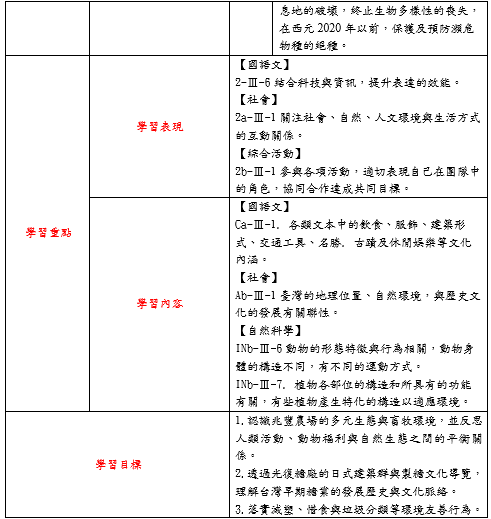 息地的破壞，終止生物多樣性的喪失，
在西元 2020 年以前，保護及預防瀕危
物種的絕種。
學習重點
學習表現
【國語文】
2-Ⅲ-6 結合科技與資訊，提升表達的效能。
【社會】
2a-Ⅲ-1 關注社會、自然、人文環境與生活方式
的互動關係。
【綜合活動】
2b-Ⅲ-1 參與各項活動，適切表現自己在團隊中
的角色，協同合作達成共同目標。
學習內容
【國語文】
Ca-Ⅲ-1. 各類文本中的飲食、服飾、建築形
式、交通工具、名勝. 古蹟及休閒娛樂等文化
內涵。
【社會】
Ab-Ⅲ-1 臺灣的地理位置、自然環境，與歷史文
化的發展有關聯性。
【自然科學】
INb-Ⅲ-6 動物的形態特徵與行為相關，動物身
體的構造不同，有不同的運動方式。
INb-Ⅲ-7. 植物各部位的構造和所具有的功能
有關，有些植物產生特化的構造以適應環境。
學習目標
1.認識兆豐農場的多元生態與畜牧環境，並反思
人類活動、動物福利與自然生態之間的平衡關
係。
2.透過光復糖廠的日式建築群與製糖文化導覽，
理解台灣早期糖業的發展歷史與文化脈絡。
3.落實減塑、惜食與垃圾分類等環境友善行為。